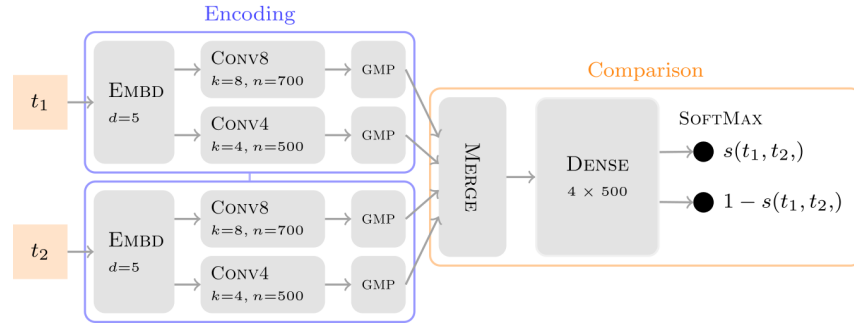 Encoding
t₁
EMBD
d=5
CONV8
k=8, n=700
GMP
CONV4
k=4, n=500
GMP
t₂
EMBD
d=5
CONV8
k=8, n=700
GMP
CONV4
k=4, n=500
GMP
Comparison
MERGE
DENSE
4 × 500
SOFTMAX
s(t₁, t₂,)
1 − s(t₁, t₂,)